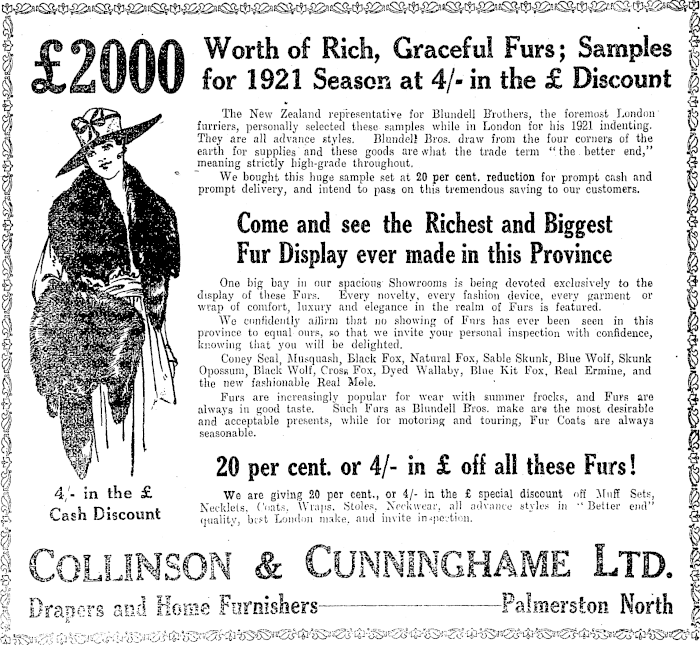 £2000
Worth of Rich, Graceful Furs; Samples
for 1921 Season at 4/- in the £ Discount
The New Zealand representative for Blundell Brothers, the foremost London
furriers, personally selected these samples while in London for his 1921 indenting.
They are all advance styles. Blundell Bros. draw from the four corners of the
earth for supplies and these goods are what the trade term "the better end,"
meaning strictly high-grade throughout.
We bought this huge sample set at 20 per cent. reduction for prompt cash and
prompt delivery, and intend to pass on this tremendous saving to our customers.
Come and see the Richest and Biggest
Fur Display ever made in this Province
One big bay in our spacious Showrooms is being devoted exclusively to the
display of these Furs. Every novelty, every fashion device, every garment or
wrap of comfort, luxury and elegance in the realm of Furs is featured.
We confidently affirm that no showing of Furs has ever been seen in this
province to equal ours, so that we invite your personal inspection with confidence,
knowing that you will be delighted.
Coney Seal, Musquash, Black Fox, Natural Fox, Sable Skunk, Blue Wolf, Skunk
Opossum, Black Wolf, Cross Fox, Dyed Wallaby, Blue Kit Fox, Real Ermine, and
the new fashionable Real Mole.
Furs are increasingly popular for wear with summer frocks, and Furs are
always in good taste. Such Furs as Blundell Bros. make are the most desirable
and acceptable presents, while for motoring and touring, Fur Coats are always
seasonable.
20 per cent. or 4/- in £ off all these Furs!
4/- in the £
Cash Discount
We are giving 20 per cent., or 4/- in the £ special discount off Muff Sets,
Necklets, Coats, Wraps, Stoles, Neckwear, all advance styles in "Better end"
quality, best London make, and invite inspection.
COLLINSON & CUNNINGHAME LTD.
Drapers and Home Furnishers—Palmerston North